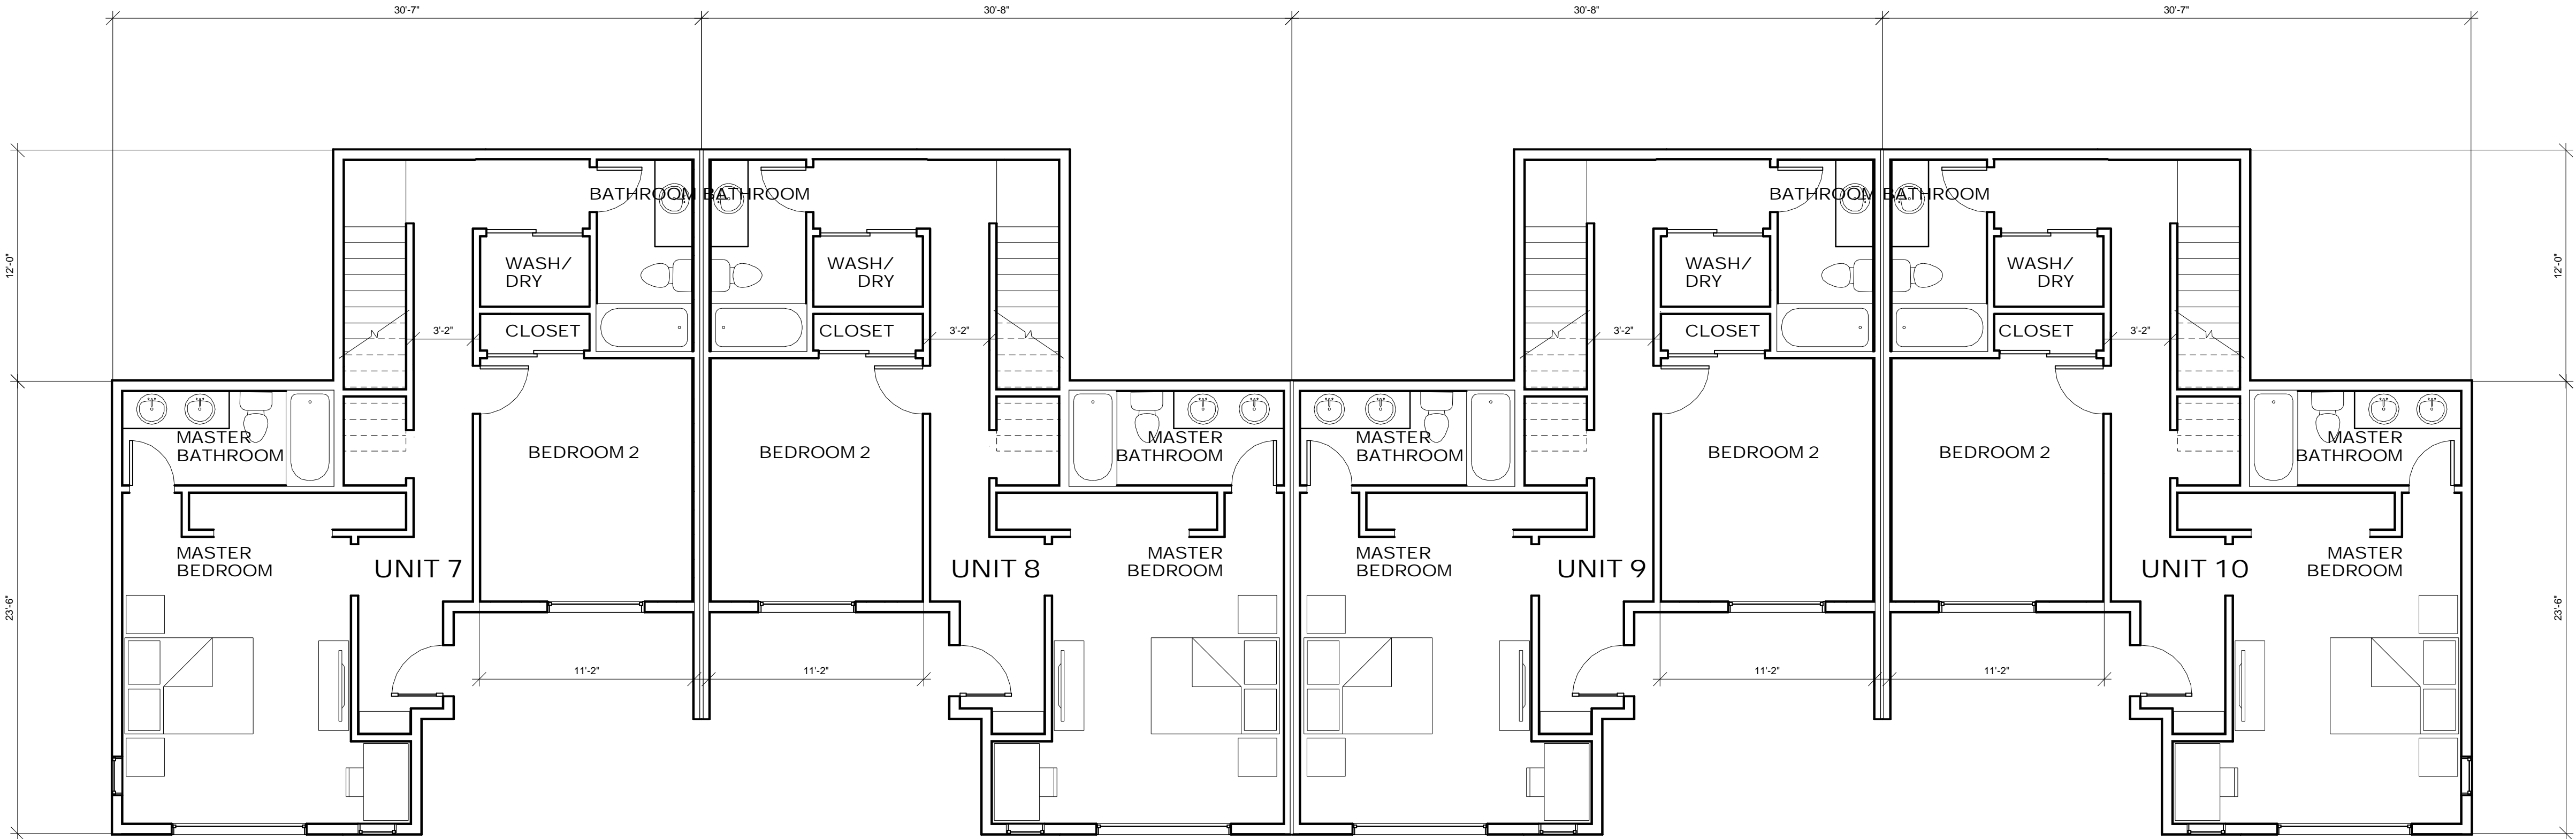 30'-7"
30'-8"
30'-8"
30'-7"
BATHROOM
BATHROOM
BATHROOM
BATHROOM
12'-0"
WASH/
DRY
WASH/
DRY
WASH/
DRY
WASH/
DRY
12'-0"
3'-2"
CLOSET
CLOSET
3'-2"
3'-2"
CLOSET
CLOSET
3'-2"
MASTER
BATHROOM
BEDROOM 2
BEDROOM 2
MASTER
BATHROOM
MASTER
BATHROOM
BEDROOM 2
BEDROOM 2
MASTER
BATHROOM
MASTER
BEDROOM
UNIT 7
UNIT 8
MASTER
BEDROOM
MASTER
BEDROOM
UNIT 9
UNIT 10
MASTER
BEDROOM
23'-6"
23'-6"
11'-2"
11'-2"
11'-2"
11'-2"